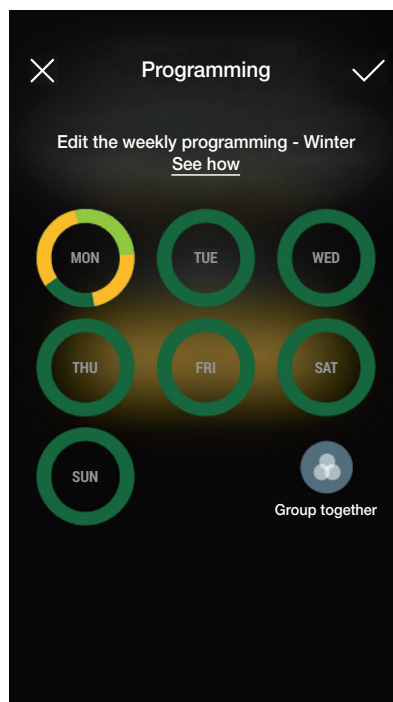 Programming
Edit the weekly programming - Winter
See how
MON
TUE
WED
THU
FRI
SAT
SUN
Group together